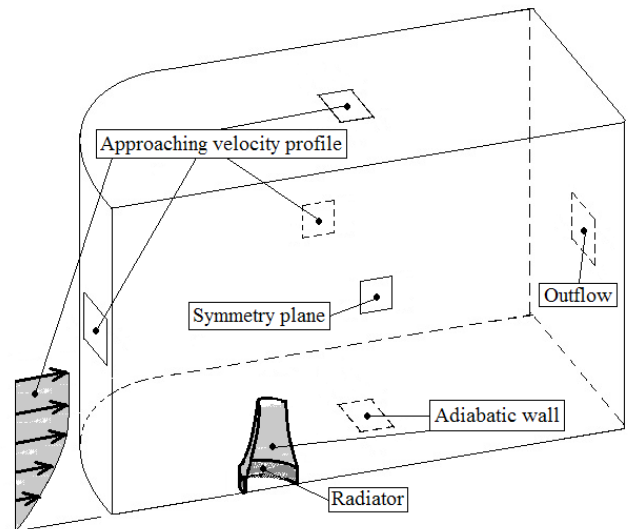 Approaching velocity profile
Symmetry plane
Outflow
Adiabatic wall
Radiator